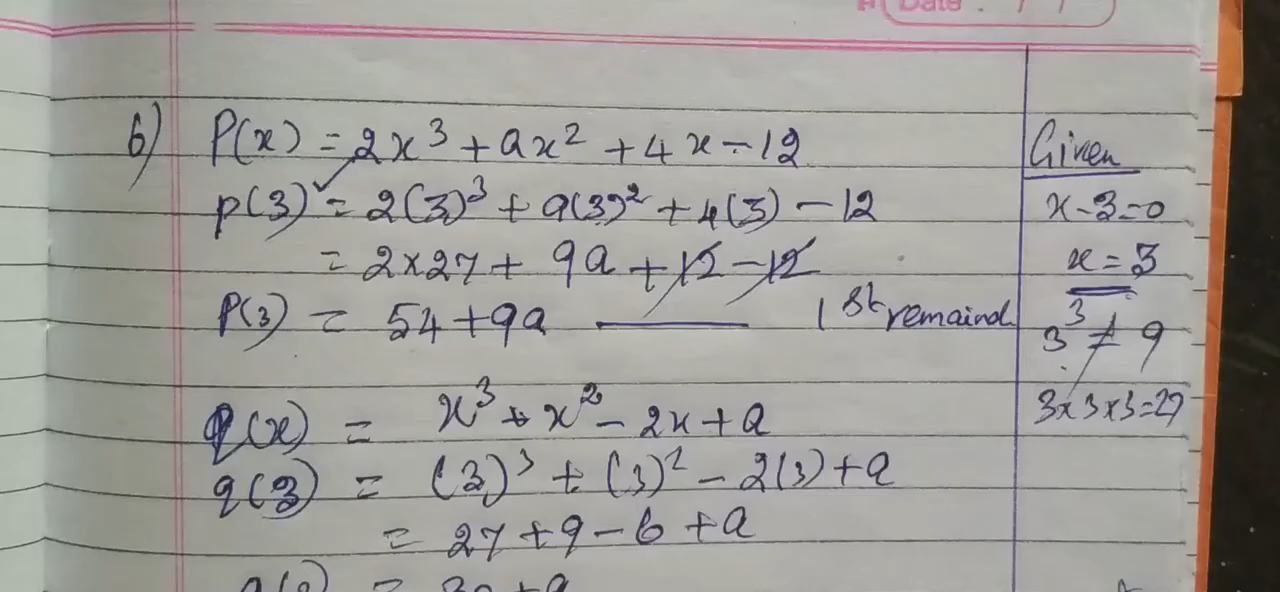 Date : / /
6) P(x) = 2x³ + ax² + 4x - 12
p(3) = 2(3)³ + a(3)² + 4(3) - 12
= 2×27 + 9a + 12 - 12
P(3) = 54 + 9a 1st remaind
q(x) = x³ + x² - 2x + a
q(3) = (3)³ + (3)² - 2(3) + a
= 27 + 9 - 6 + a
Given
x - 3 = 0
x = 3
3³ ≠ 9
3×3×3=27